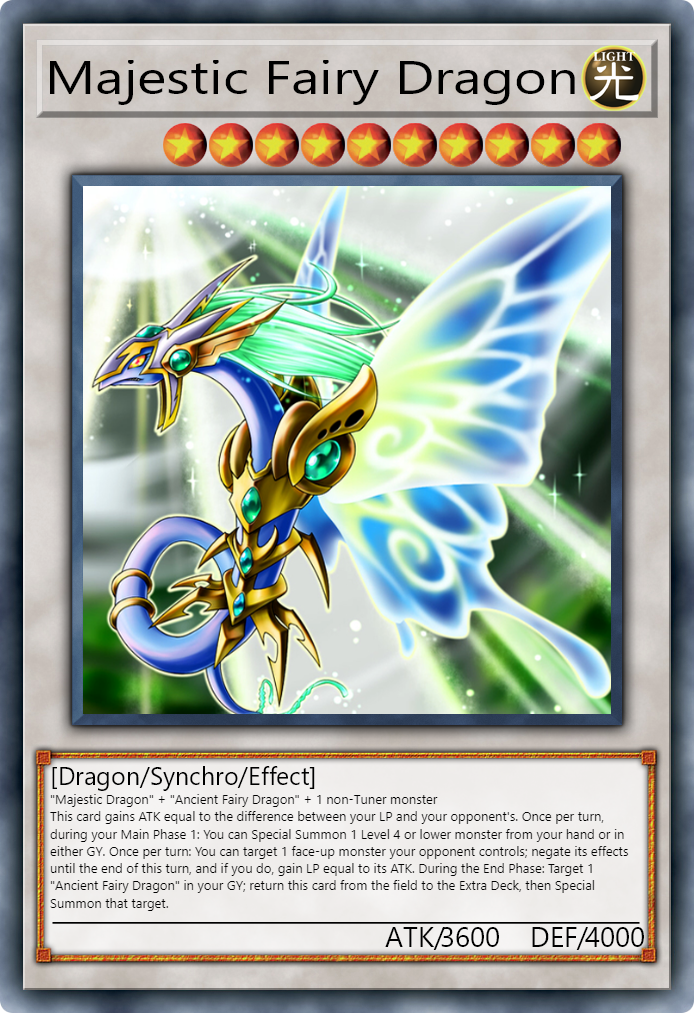 Majestic Fairy Dragon
LIGHT
光
[Dragon/Synchro/Effect]
"Majestic Dragon" + "Ancient Fairy Dragon" + 1 non-Tuner monster
This card gains ATK equal to the difference between your LP and your opponent's. Once per turn,
during your Main Phase 1: You can Special Summon 1 Level 4 or lower monster from your hand or in
either GY. Once per turn: You can target 1 face-up monster your opponent controls; negate its effects
until the end of this turn, and if you do, gain LP equal to its ATK. During the End Phase: Target 1
"Ancient Fairy Dragon" in your GY; return this card from the field to the Extra Deck, then Special
Summon that target.
ATK/3600 DEF/4000